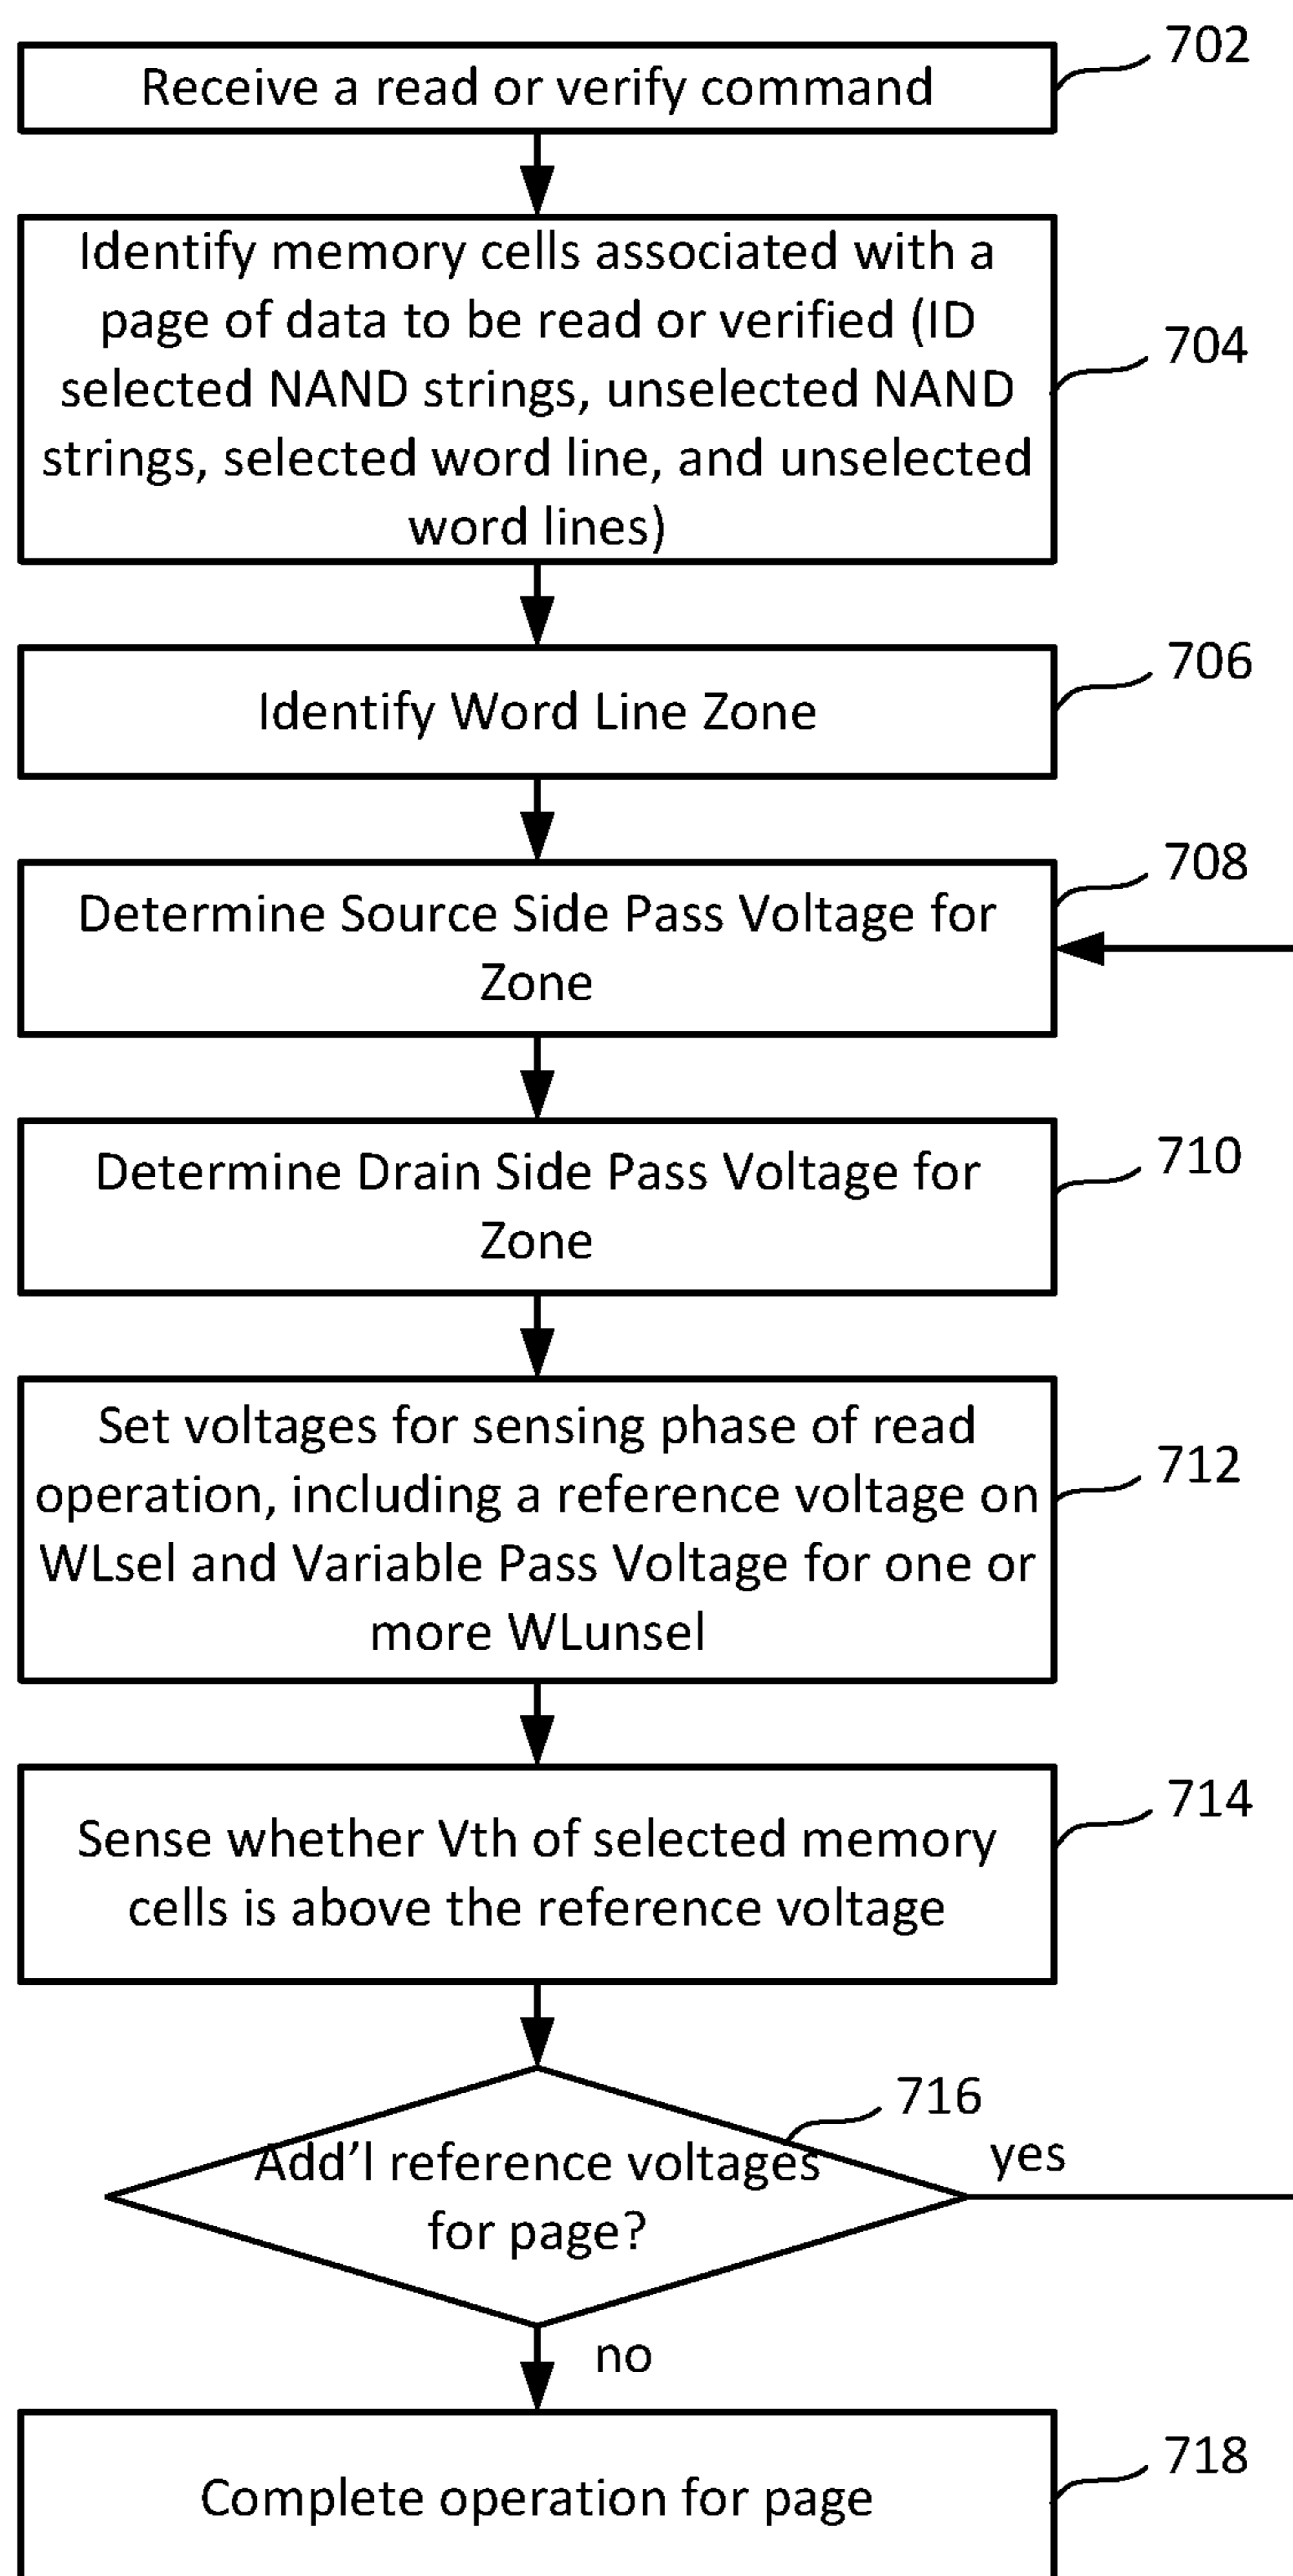 702
Receive a read or verify command
Identify memory cells associated with a
page of data to be read or verified (ID
selected NAND strings, unselected NAND
strings, selected word line, and unselected
word lines)
704
706
Identify Word Line Zone
708
Determine Source Side Pass Voltage for
Zone
710
Determine Drain Side Pass Voltage for
Zone
Set voltages for sensing phase of read
operation, including a reference voltage on
WLsel and Variable Pass Voltage for one or
more WLunsel
712
714
Sense whether Vth of selected memory
cells is above the reference voltage
716
Add’l reference voltages
for page?
yes
no
718
Complete operation for page